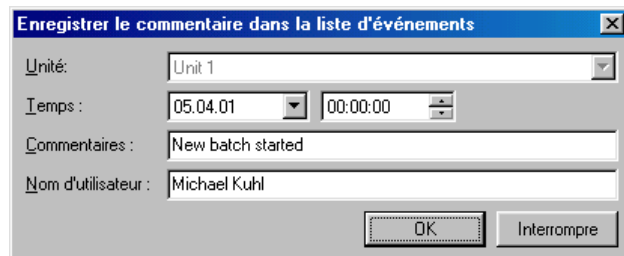 Enregistrer le commentaire dans la liste d'événements
Unité: Unit 1
Temps : 05.04.01 00:00:00
Commentaires : New batch started
Nom d'utilisateur : Michael Kuhl
OK Interrompre